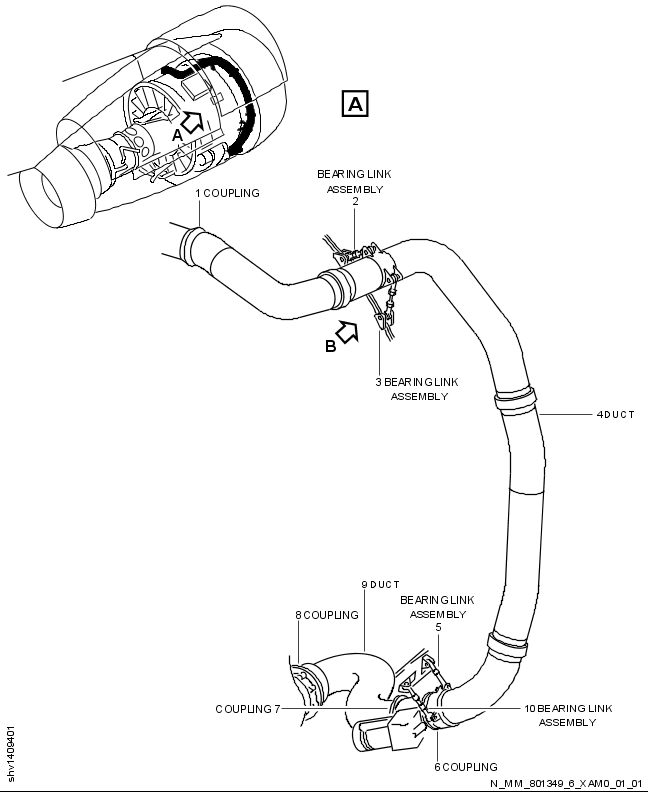 A
A
1 COUPLING
BEARING LINK
ASSEMBLY
2
B
3 BEARING LINK
ASSEMBLY
4 DUCT
9 DUCT
BEARING LINK
ASSEMBLY
5
8 COUPLING
COUPLING 7
10 BEARING LINK
ASSEMBLY
6 COUPLING
shv1409401
N_MM_801349_6_XAM0_01_01